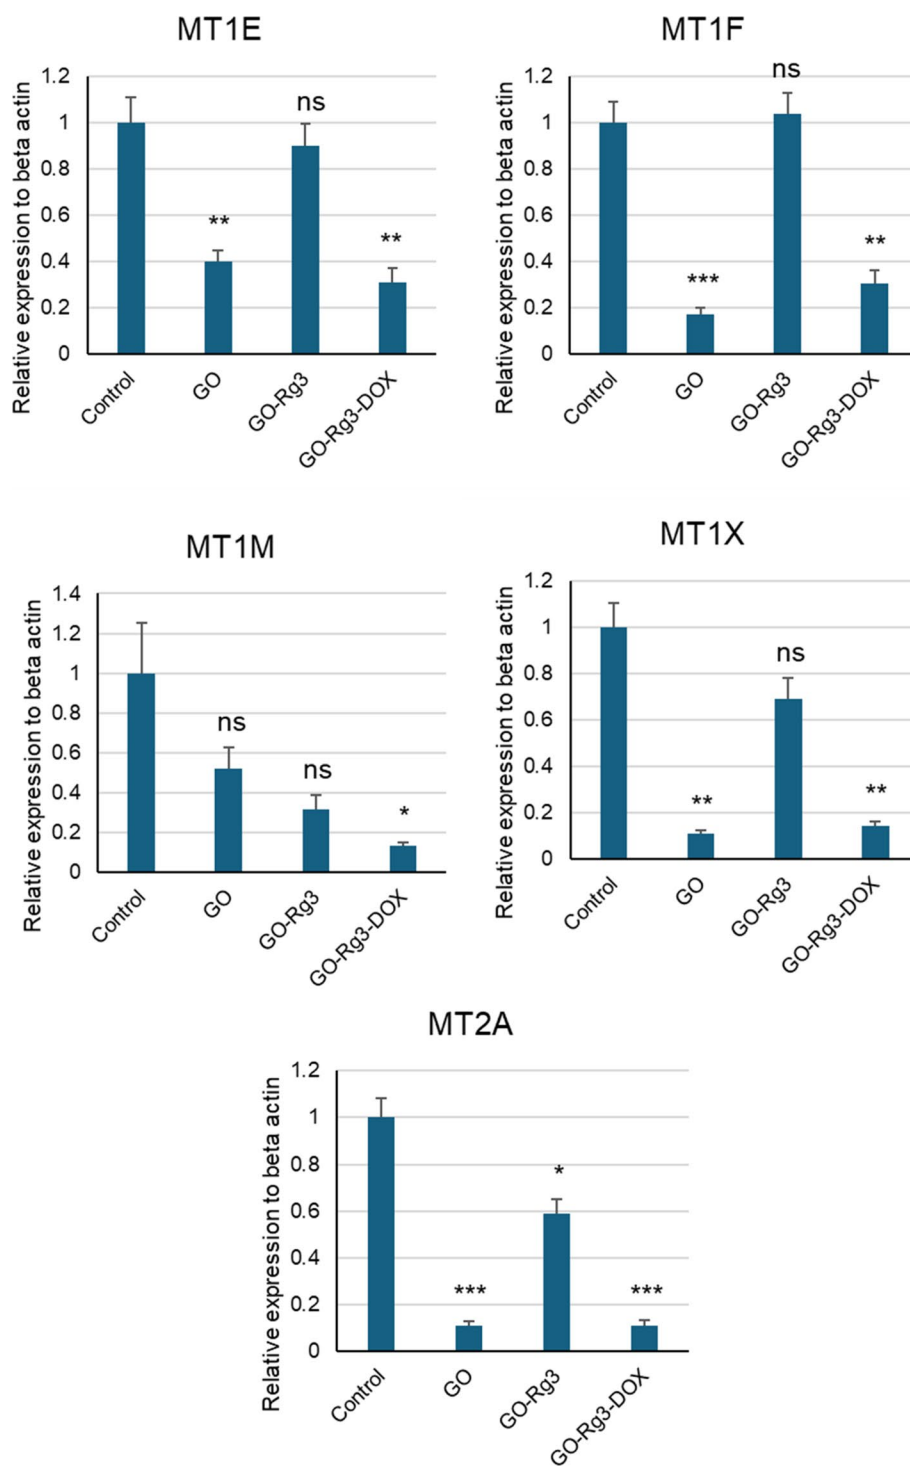 MT1E
Relative expression to beta actin
1.2
1
0.8
0.6
0.4
0.2
0
**
ns
**
Control
GO
GO-Rg3
GO-Rg3-DOX
MT1F
Relative expression to beta actin
1.2
1
0.8
0.6
0.4
0.2
0
***
ns
**
Control
GO
GO-Rg3
GO-Rg3-DOX
MT1M
Relative expression to beta actin
1.4
1.2
1
0.8
0.6
0.4
0.2
0
ns
ns
*
Control
GO
GO-Rg3
GO-Rg3-DOX
MT1X
Relative expression to beta actin
1.2
1
0.8
0.6
0.4
0.2
0
**
ns
**
Control
GO
GO-Rg3
GO-Rg3-DOX
MT2A
Relative expression to beta actin
1.2
1
0.8
0.6
0.4
0.2
0
***
*
***
Control
GO
GO-Rg3
GO-Rg3-DOX